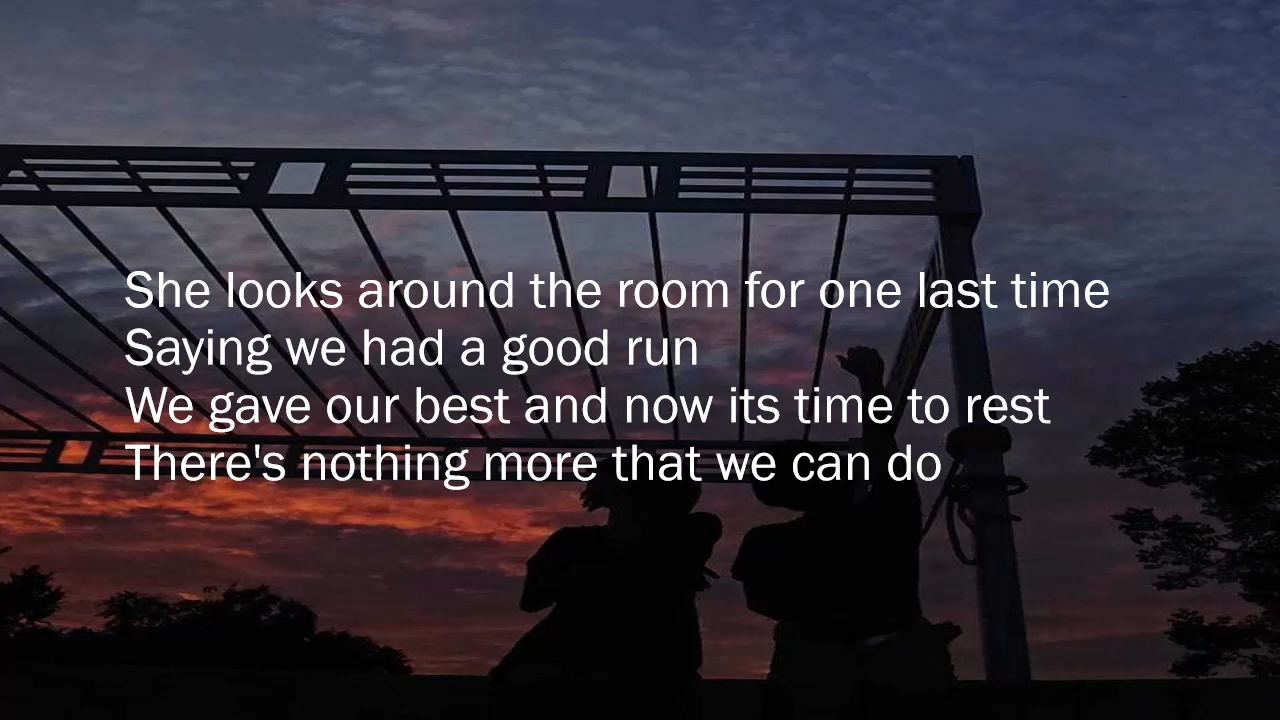 She looks around the room for one last time
Saying we had a good run
We gave our best and now its time to rest
There's nothing more that we can do